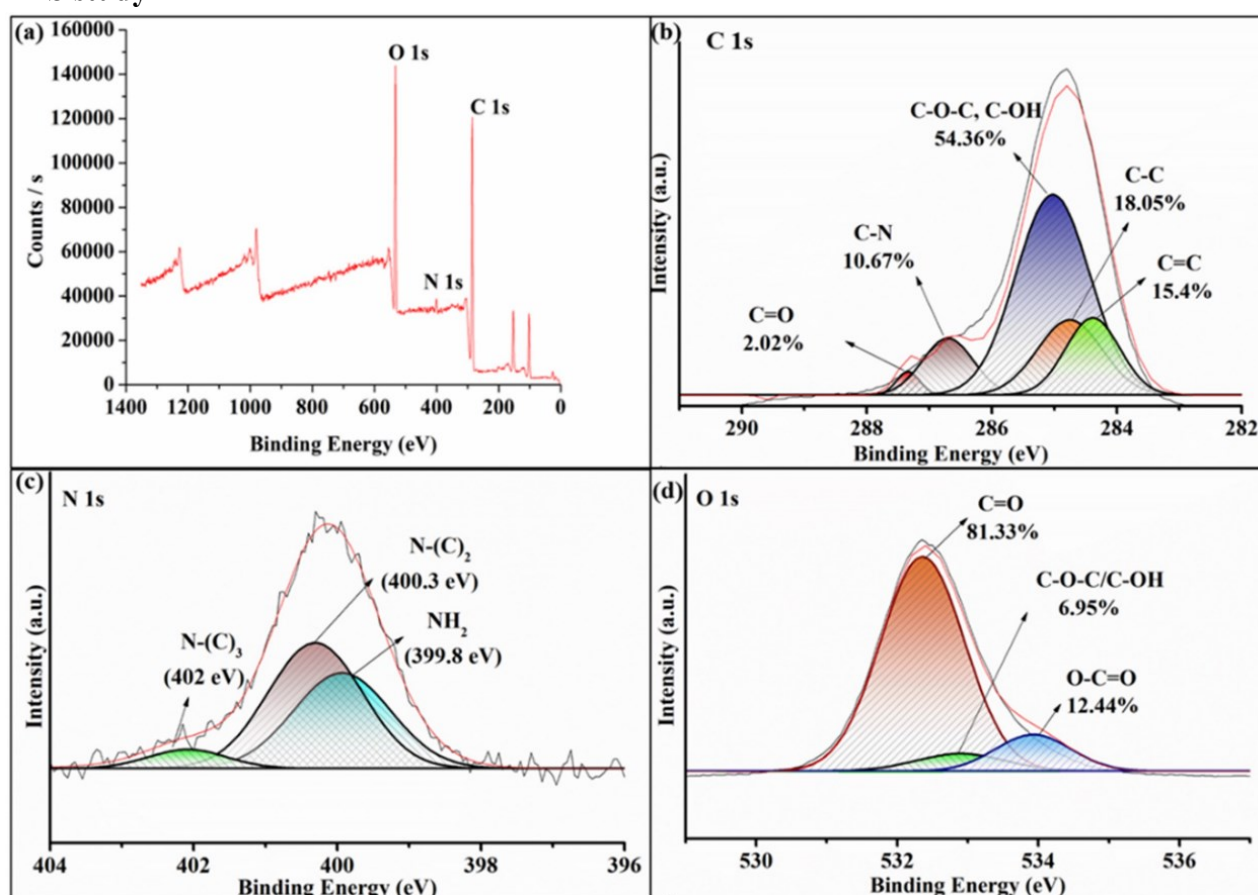 (a)
160000
140000
120000
100000
80000
60000
40000
20000
0
Counts / s
O 1s
C 1s
N 1s
1400 1200 1000 800 600 400 200 0
Binding Energy (eV)
(b)
C 1s
C-O-C, C-OH
54.36%
C-C
18.05%
C-N
10.67%
C=C
15.4%
C=O
2.02%
Intensity (a.u.)
290 288 286 284 282
Binding Energy (eV)
(c)
N 1s
N-(C)₂
(400.3 eV)
NH₂
(399.8 eV)
N-(C)₃
(402 eV)
Intensity (a.u.)
404 402 400 398 396
Binding Energy (eV)
(d)
O 1s
C=O
81.33%
C-O-C/C-OH
6.95%
O-C=O
12.44%
Intensity (a.u.)
530 532 534 536
Binding Energy (eV)